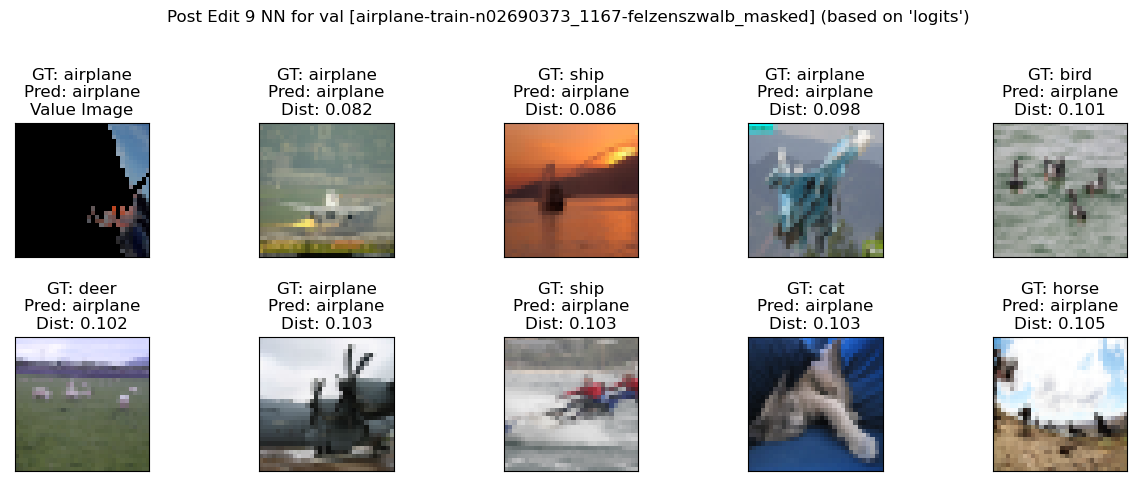 Post Edit 9 NN for val [airplane-train-n02690373_1167-felzenszwalb_masked] (based on 'logits')
GT: airplane
Pred: airplane
Value Image
GT: airplane
Pred: airplane
Dist: 0.082
GT: ship
Pred: airplane
Dist: 0.086
GT: airplane
Pred: airplane
Dist: 0.098
GT: bird
Pred: airplane
Dist: 0.101
GT: deer
Pred: airplane
Dist: 0.102
GT: airplane
Pred: airplane
Dist: 0.103
GT: ship
Pred: airplane
Dist: 0.103
GT: cat
Pred: airplane
Dist: 0.103
GT: horse
Pred: airplane
Dist: 0.105